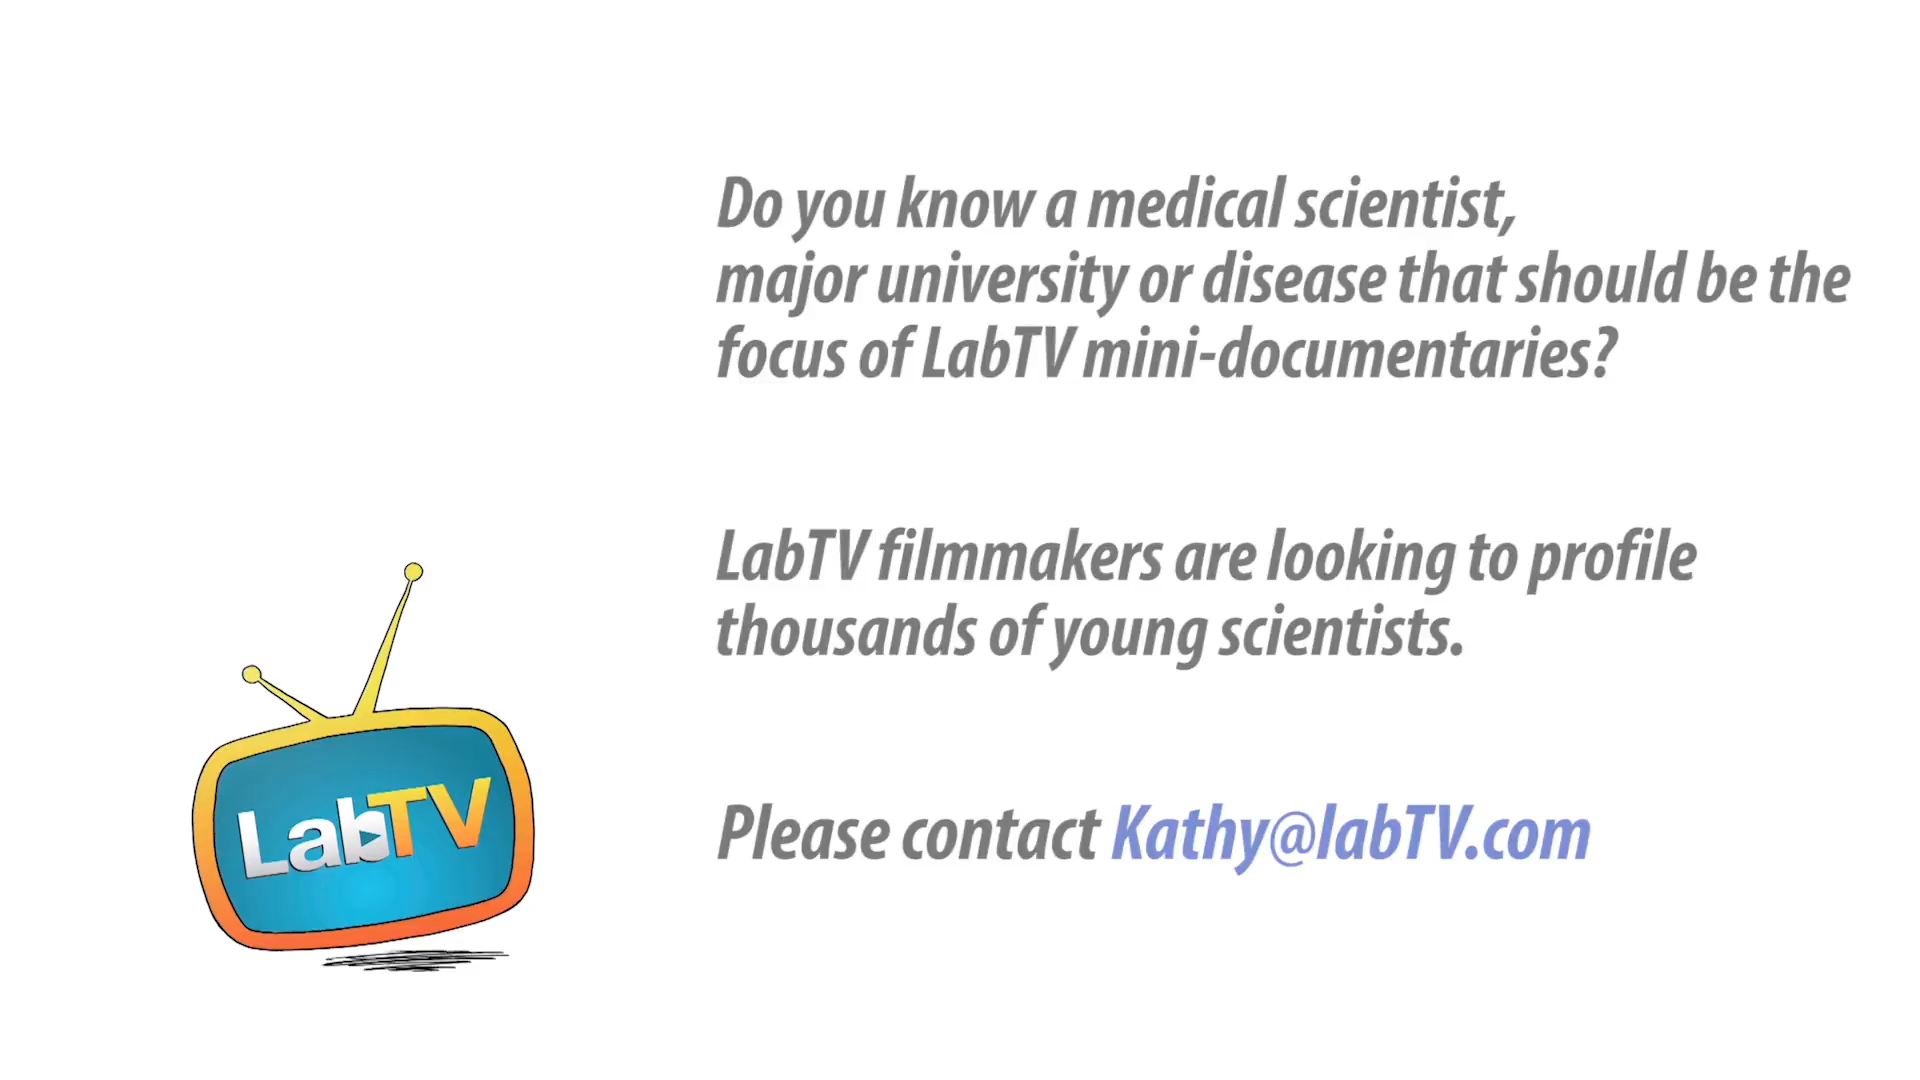 Do you know a medical scientist,
major university or disease that should be the
focus of LabTV mini-documentaries?
LabTV filmmakers are looking to profile
thousands of young scientists.
LabTV
Please contact Kathy@labTV.com